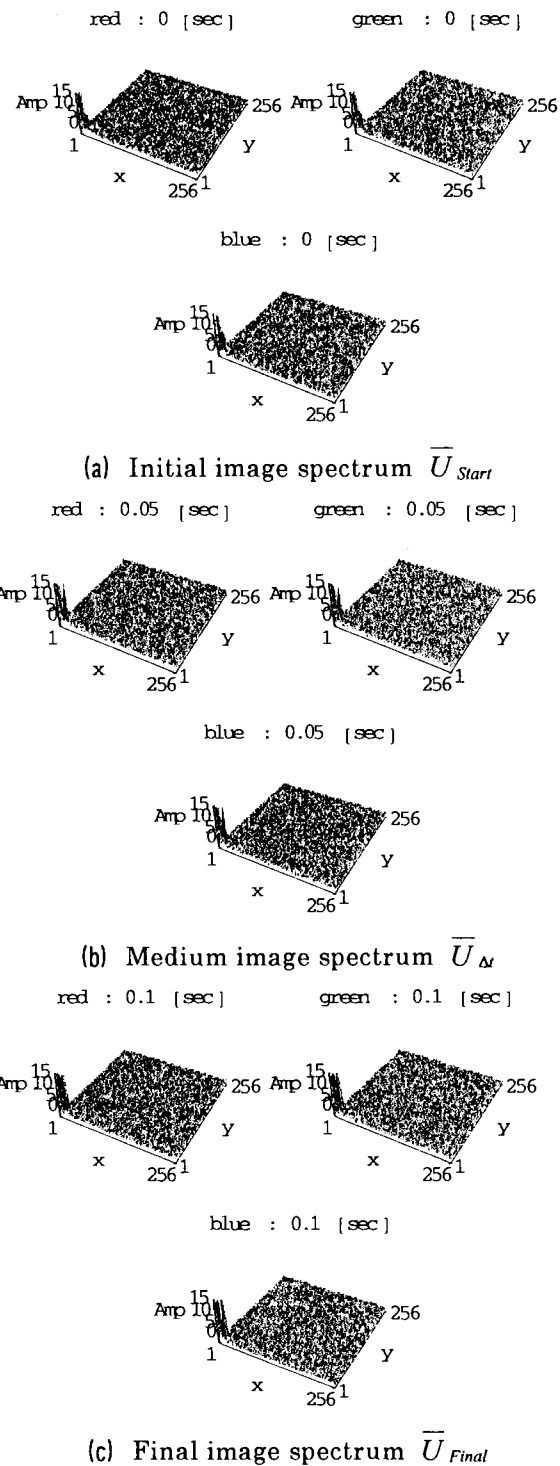 red : 0 [sec]
green : 0 [sec]
15
Amp 10
5
0
1
x
256
1
y
256
15
Amp 10
5
0
1
x
256
1
y
256
blue : 0 [sec]
15
Amp 10
5
0
1
x
256
1
y
256
(a) Initial image spectrum U̅ Start
red : 0.05 [sec]
green : 0.05 [sec]
15
Amp 10
5
0
1
x
256
1
y
256
15
Amp 10
5
0
1
x
256
1
y
256
blue : 0.05 [sec]
15
Amp 10
5
0
1
x
256
1
y
256
(b) Medium image spectrum U̅ Δt
red : 0.1 [sec]
green : 0.1 [sec]
15
Amp 10
5
0
1
x
256
1
y
256
15
Amp 10
5
0
1
x
256
1
y
256
blue : 0.1 [sec]
15
Amp 10
5
0
1
x
256
1
y
256
(c) Final image spectrum U̅ Final